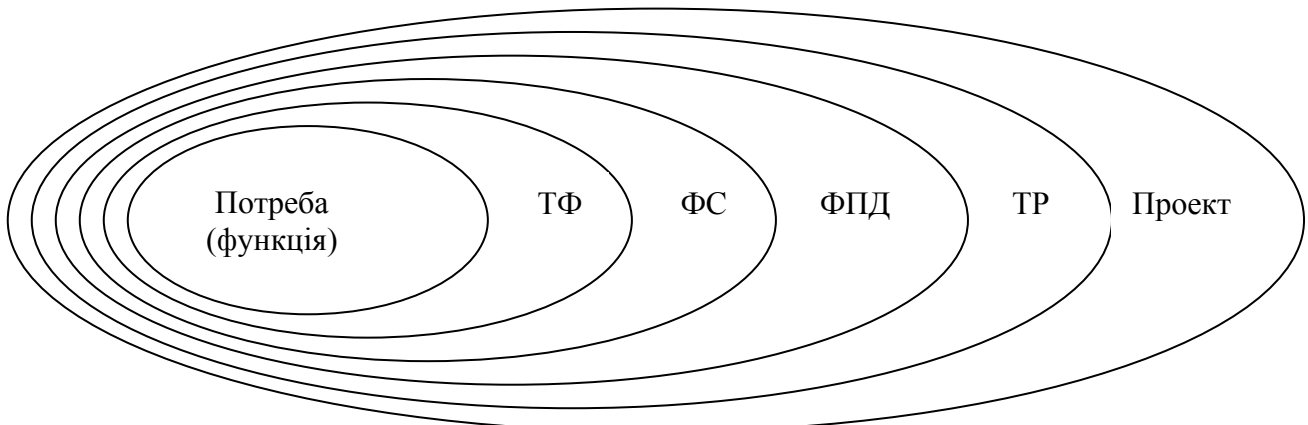 Потреба
(функція)
ТФ
ФС
ФПД
ТР
Проект